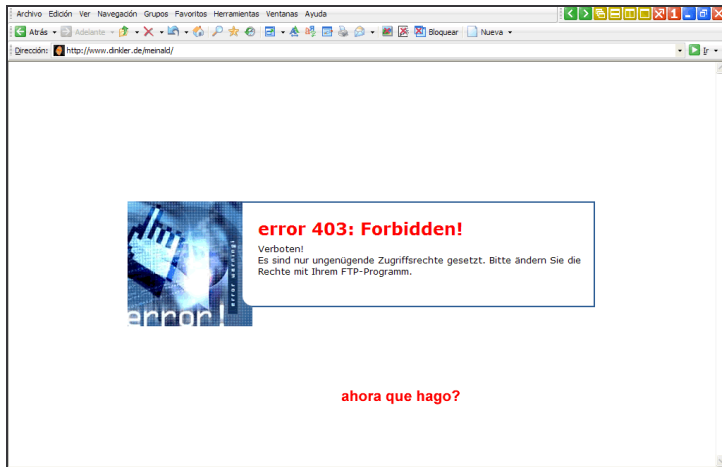 Archivo Edición Ver Navegación Grupos Favoritos Herramientas Ventanas Ayuda
Atrás Adelante Bloquear Nueva
Dirección: http://www.dinkler.de/meinald/ Ir
error 403: Forbidden!
Verboten!
Es sind nur ungenügende Zugriffsrechte gesetzt. Bitte ändern Sie die
Rechte mit Ihrem FTP-Programm.
error warning!
error!
ahora que hago?